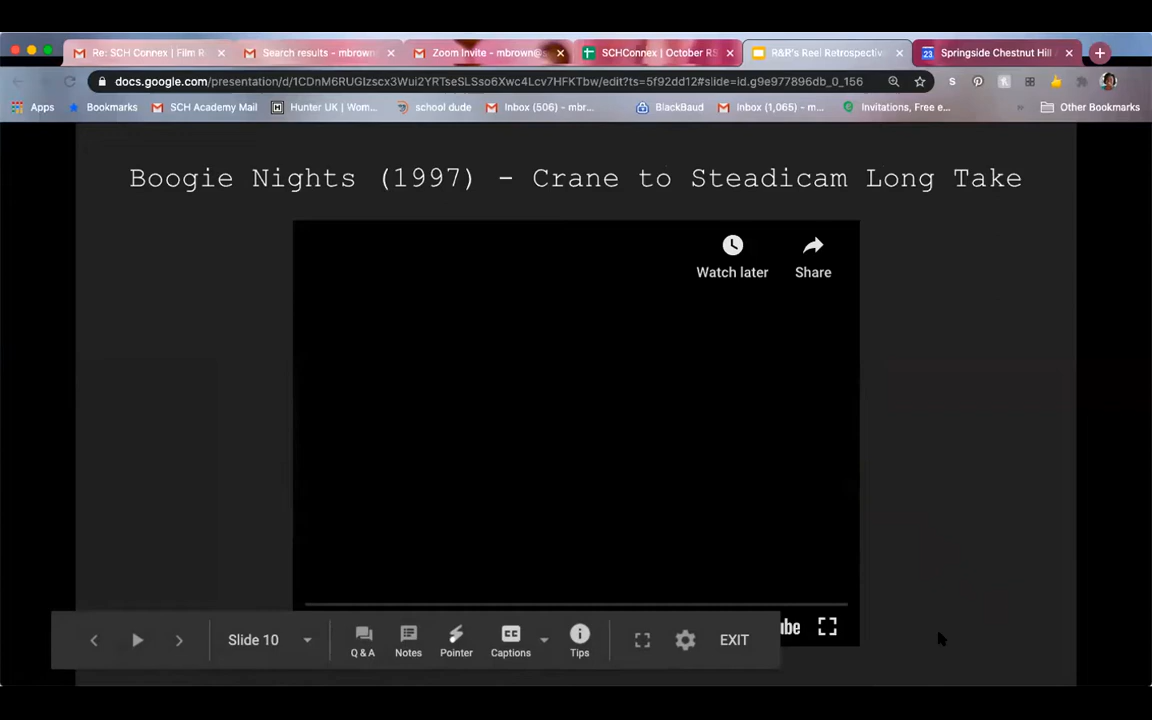 Re: SCH Connex | Film R
Search results - mbrown@
Zoom Invite - mbrown@s
SCHConnex | October RS
R&R's Reel Retrospectiv
Springside Chestnut Hill
docs.google.com/presentation/d/1CDnM6RUGIzscx3Wui2YRTseSLSso6Xwc4Lcv7HFKTbw/edit?ts=5f92dd12#slide=id.g9e977896db_0_156
Apps
Bookmarks
SCH Academy Mail
Hunter UK | Wom...
school dude
Inbox (506) - mbr...
BlackBaud
Inbox (1,065) - m...
Invitations, Free e...
Other Bookmarks
Boogie Nights (1997) - Crane to Steadicam Long Take
Watch later
Share
Slide 10
Q & A
Notes
Pointer
CC
Captions
Tips
EXIT
ube